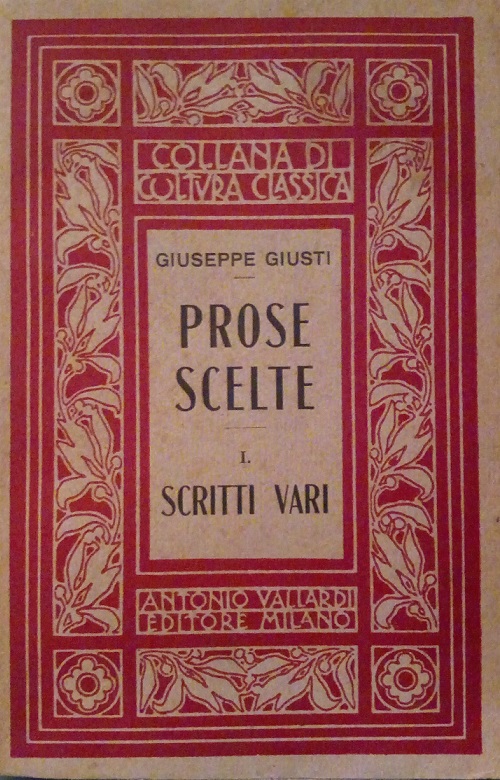 COLLANA DI
COLTVRA CLASSICA
GIUSEPPE GIUSTI
PROSE
SCELTE
I.
SCRITTI VARI
ANTONIO VALLARDI
EDITORE MILANO